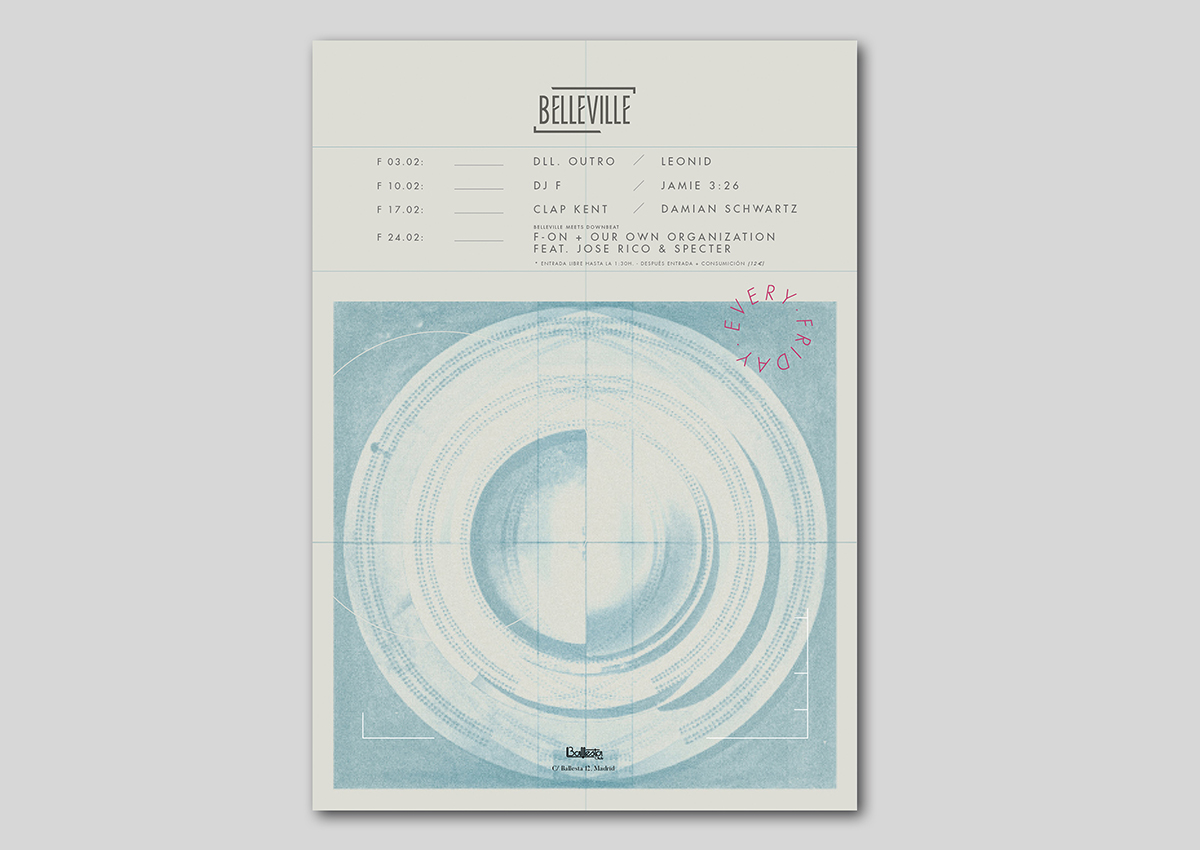 BELLEVILLE
F 03.02: DLL. OUTRO / LEONID
F 10.02: DJ F / JAMIE 3:26
F 17.02: CLAP KENT / DAMIAN SCHWARTZ
BELLEVILLE MEETS DOWNBEAT
F 24.02: F-ON + OUR OWN ORGANIZATION
FEAT. JOSE RICO & SPECTER
* ENTRADA LIBRE HASTA LA 1:30H. - DESPUÉS ENTRADA + CONSUMICIÓN (12€)
EVERY · FRIDAY ·
Ballesta
C/ Ballesta 12. Madrid